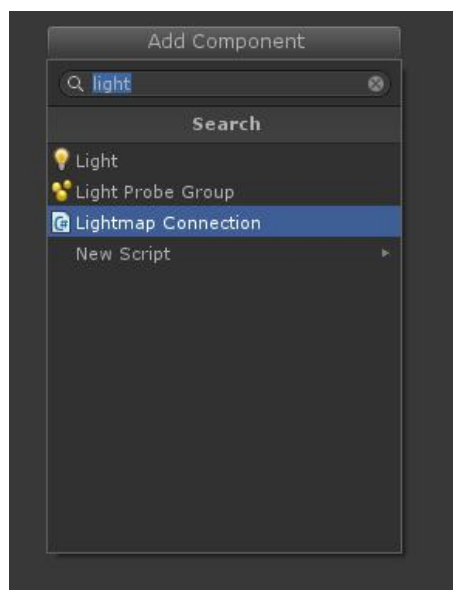 Add Component
light
Search
Light
Light Probe Group
Lightmap Connection
New Script